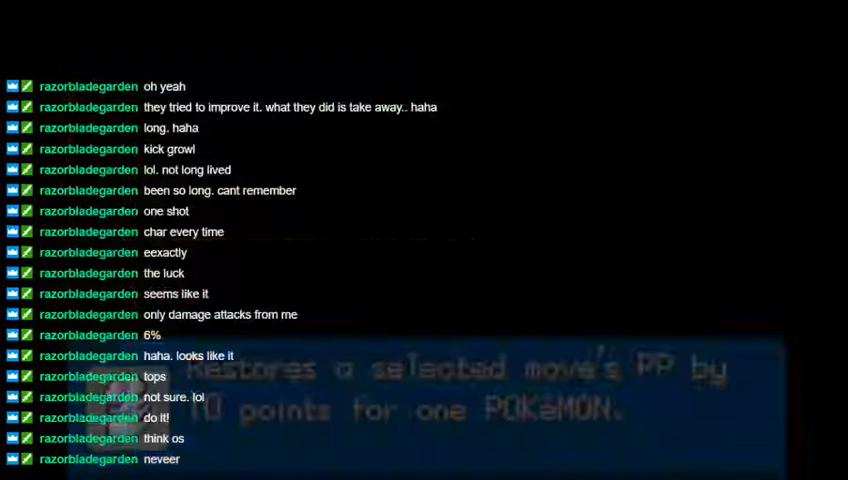 razorbladegarden oh yeah
razorbladegarden they tried to improve it. what they did is take away.. haha
razorbladegarden long. haha
razorbladegarden kick growl
razorbladegarden lol. not long lived
razorbladegarden been so long. cant remember
razorbladegarden one shot
razorbladegarden char every time
razorbladegarden eexactly
razorbladegarden the luck
razorbladegarden seems like it
razorbladegarden only damage attacks from me
razorbladegarden 6%
razorbladegarden haha. looks like it
razorbladegarden tops
razorbladegarden not sure. lol
razorbladegarden do it!
razorbladegarden think os
razorbladegarden neveer
Restores a selected move's PP by
10 points for one POKéMON.